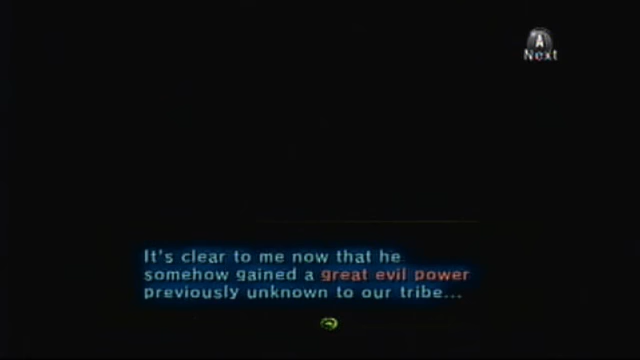 A
Next
It's clear to me now that he
somehow gained a great evil power
previously unknown to our tribe...